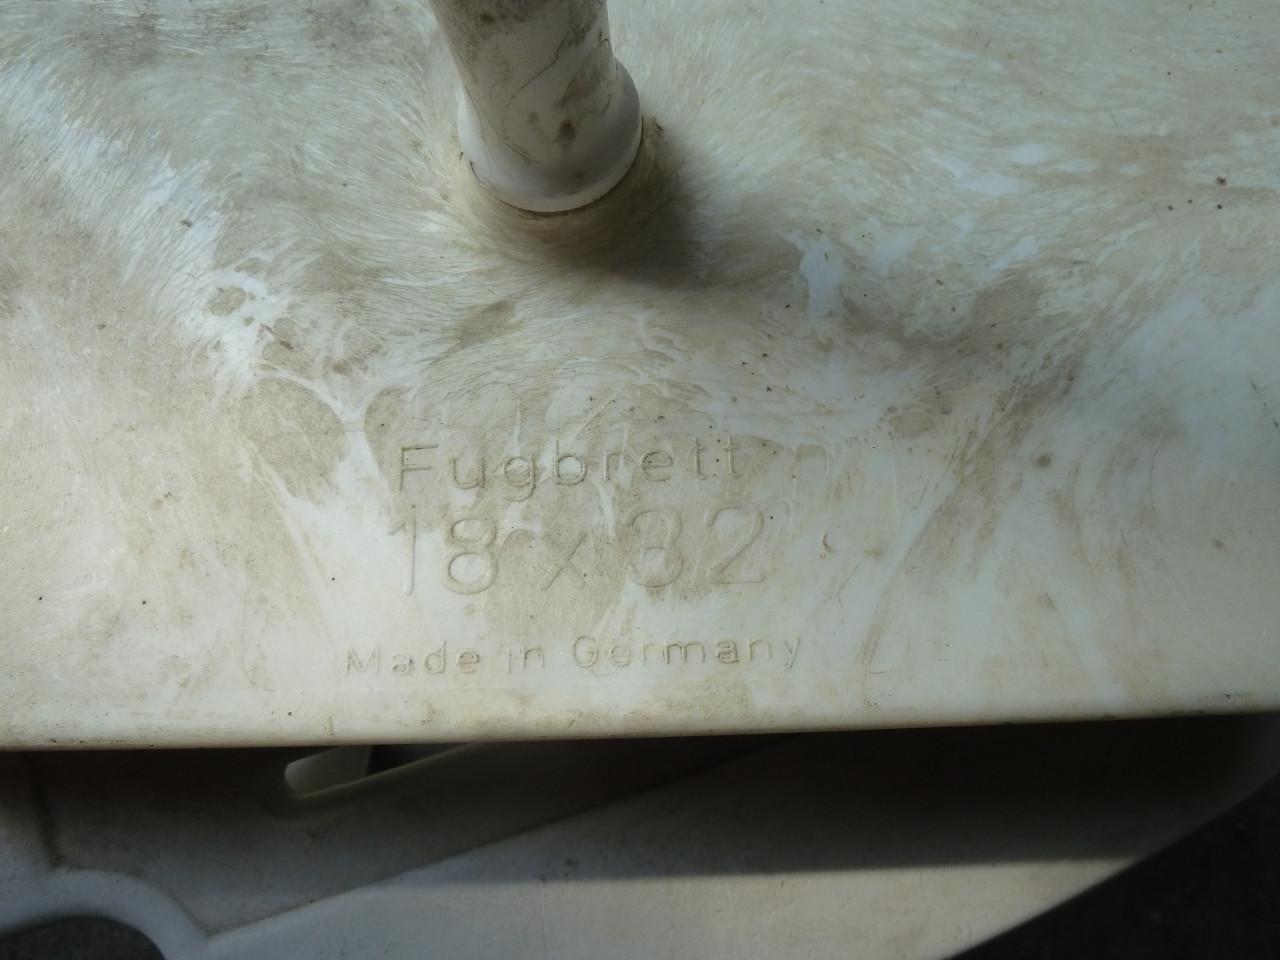 Fugbrett
18 x 32
Made in Germany